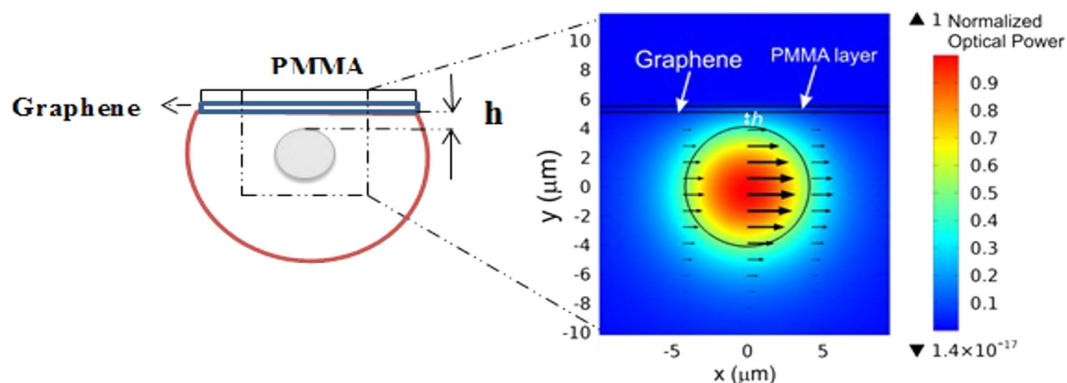 PMMA
Graphene
h
Graphene
PMMA layer
h
10
8
6
4
2
0
-2
-4
-6
-8
-10
y (µm)
-5
0
5
x (µm)
▲ 1 Normalized
Optical Power
0.9
0.8
0.7
0.6
0.5
0.4
0.3
0.2
0.1
▼ 1.4×10⁻¹⁷